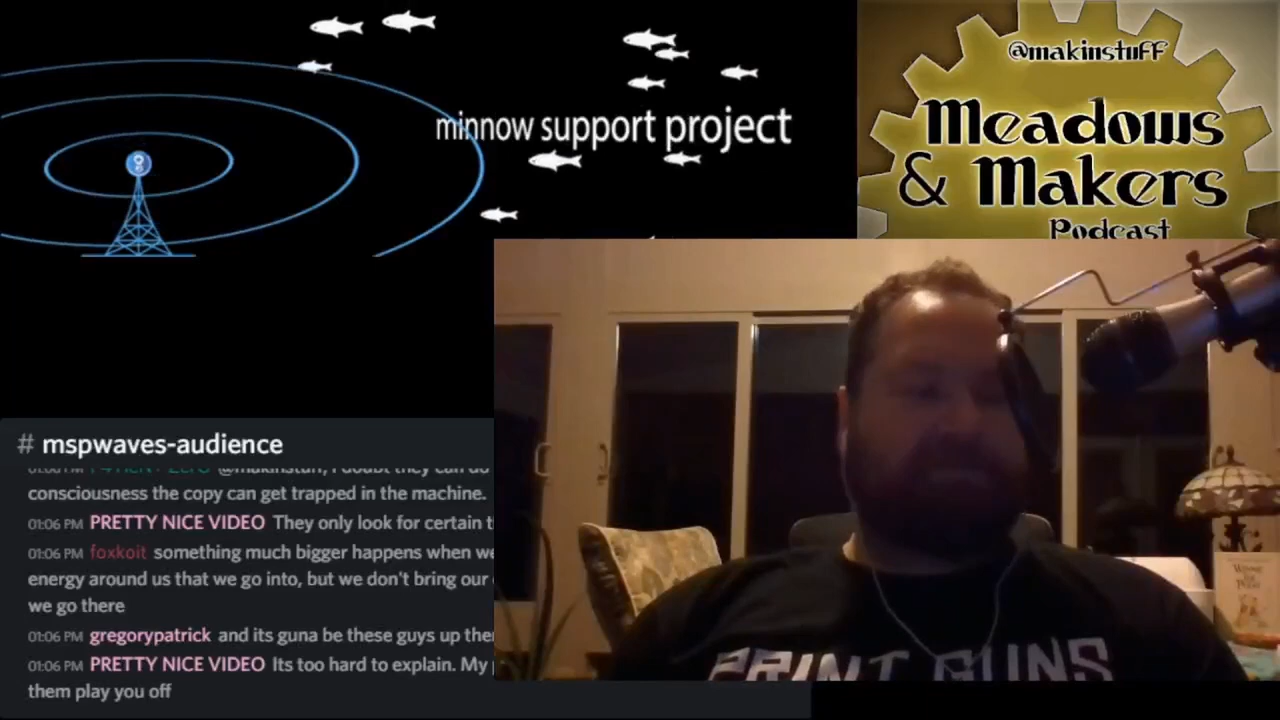 @makinstuff
Meadows
& Makers
Podcast
minnow support project
# mspwaves-audience
consciousness the copy can get trapped in the machine.
01:06 PM PRETTY NICE VIDEO They only look for certain
01:06 PM foxkoit something much bigger happens when we
energy around us that we go into, but we don't bring our
we go there
01:06 PM gregorypatrick and its guna be these guys up
01:06 PM PRETTY NICE VIDEO Its too hard to explain. My
them play you off
PRINT GUNS